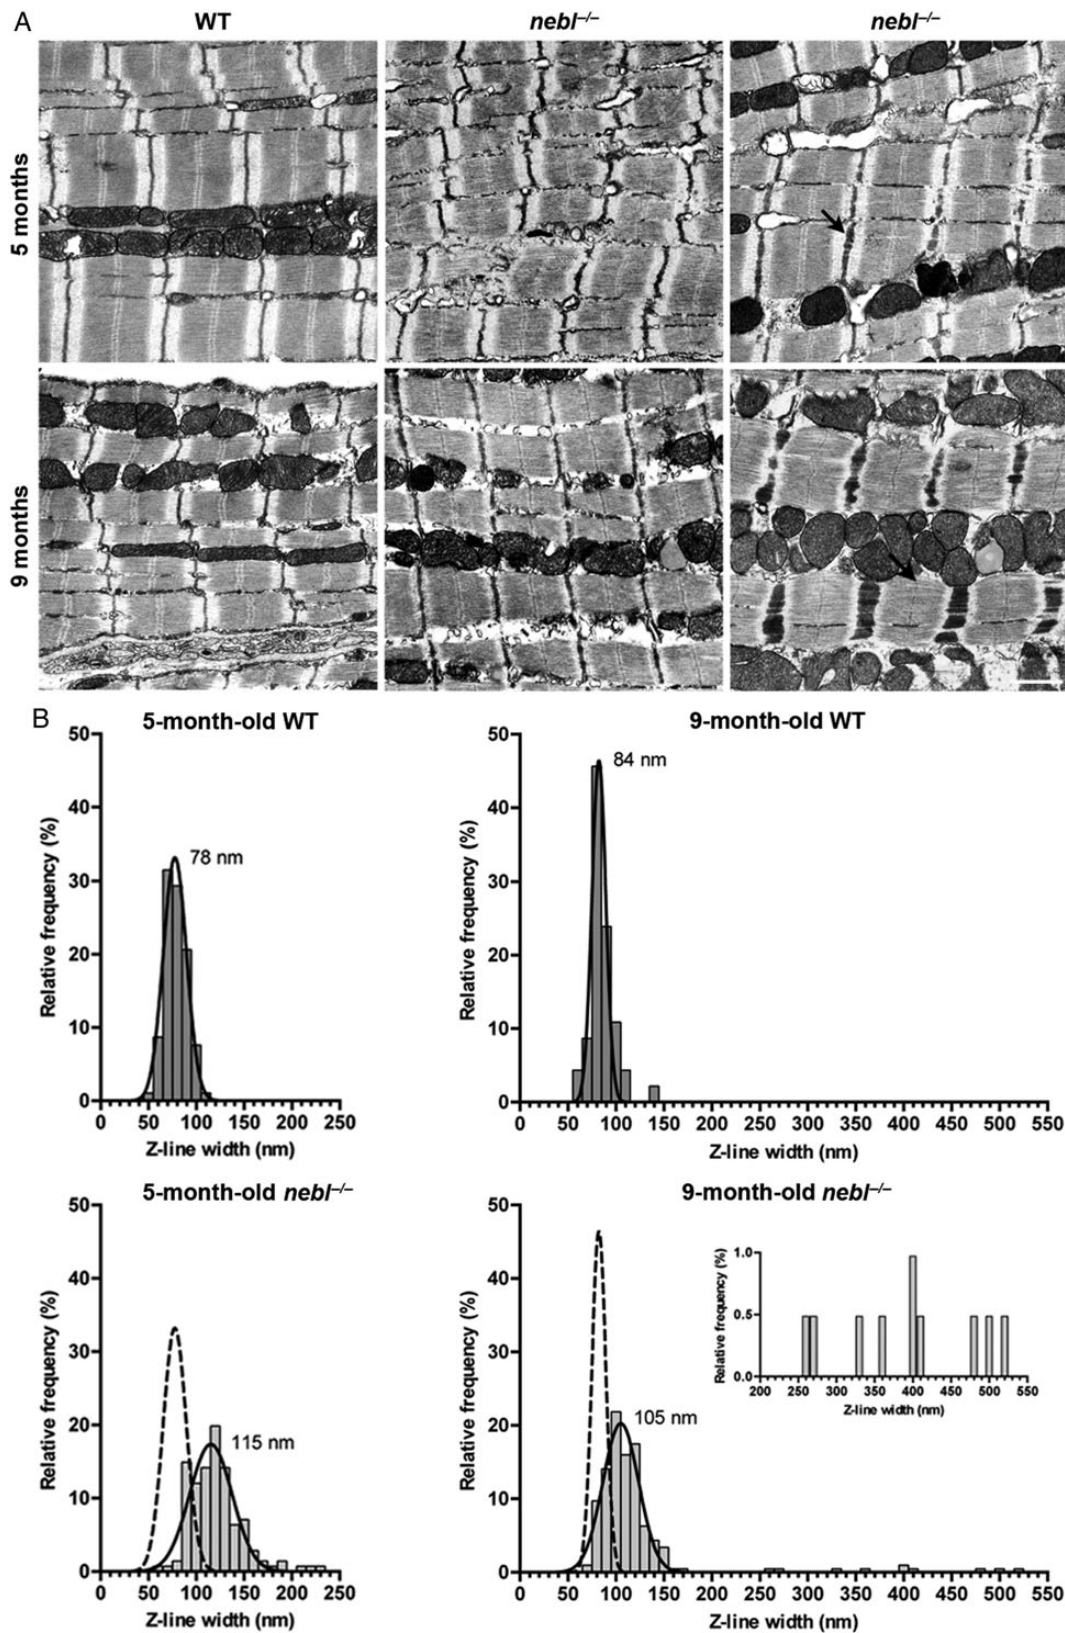 A
WT
nebl–/–
nebl–/–
5 months
9 months
B
5-month-old WT
50
40
30
20
10
0
Relative frequency (%)
78 nm
0 50 100 150 200 250
Z-line width (nm)
9-month-old WT
50
40
30
20
10
0
Relative frequency (%)
84 nm
0 50 100 150 200 250 300 350 400 450 500 550
Z-line width (nm)
5-month-old nebl–/–
50
40
30
20
10
0
Relative frequency (%)
115 nm
0 50 100 150 200 250
Z-line width (nm)
9-month-old nebl–/–
50
40
30
20
10
0
Relative frequency (%)
105 nm
0 50 100 150 200 250 300 350 400 450 500 550
Z-line width (nm)
1.0
0.5
0.0
Relative frequency (%)
200 250 300 350 400 450 500 550
Z-line width (nm)